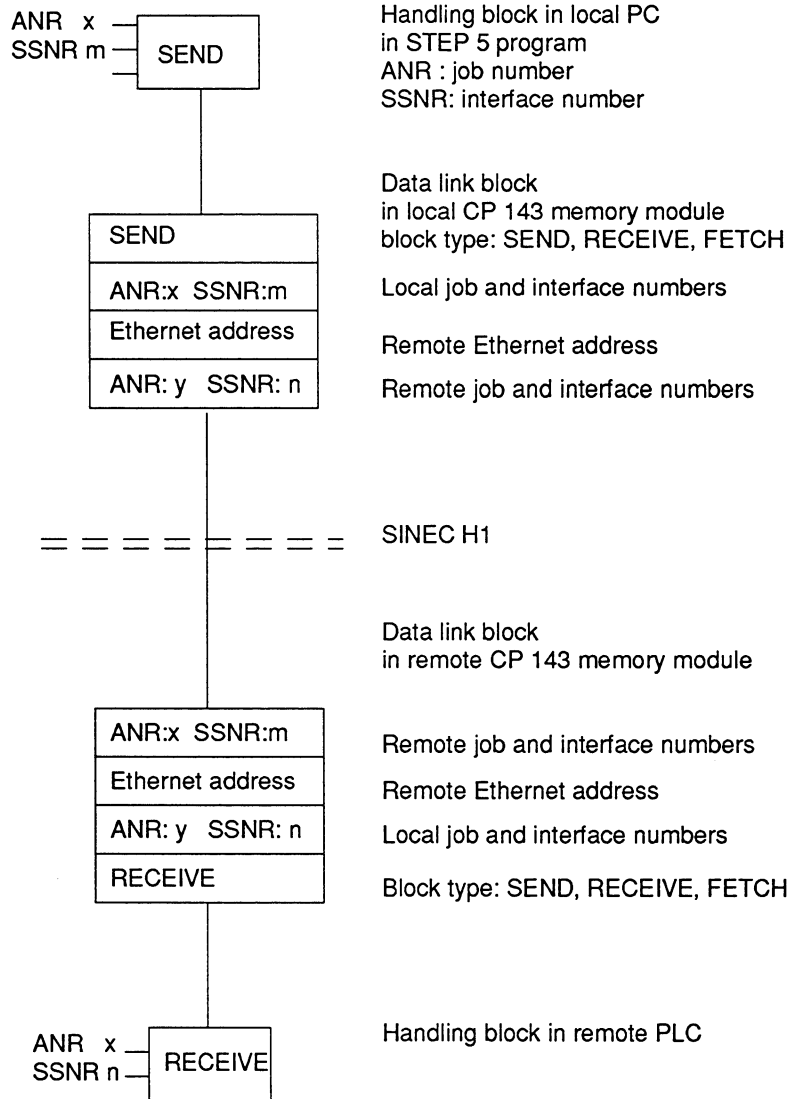 ANR x
SSNR m
SEND
Handling block in local PC
in STEP 5 program
ANR : job number
SSNR: interface number
Data link block
in local CP 143 memory module
block type: SEND, RECEIVE, FETCH
SEND
ANR:x SSNR:m
Local job and interface numbers
Ethernet address
Remote Ethernet address
ANR: y SSNR: n
Remote job and interface numbers
SINEC H1
Data link block
in remote CP 143 memory module
ANR:x SSNR:m
Remote job and interface numbers
Ethernet address
Remote Ethernet address
ANR: y SSNR: n
Local job and interface numbers
RECEIVE
Block type: SEND, RECEIVE, FETCH
ANR x
SSNR n
RECEIVE
Handling block in remote PLC